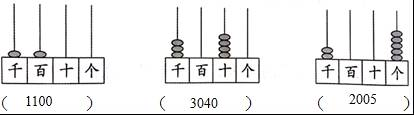 千 百 十 个 千 百 十 个 千 百 十 个
( 1100 ) ( 3040 ) ( 2005 )